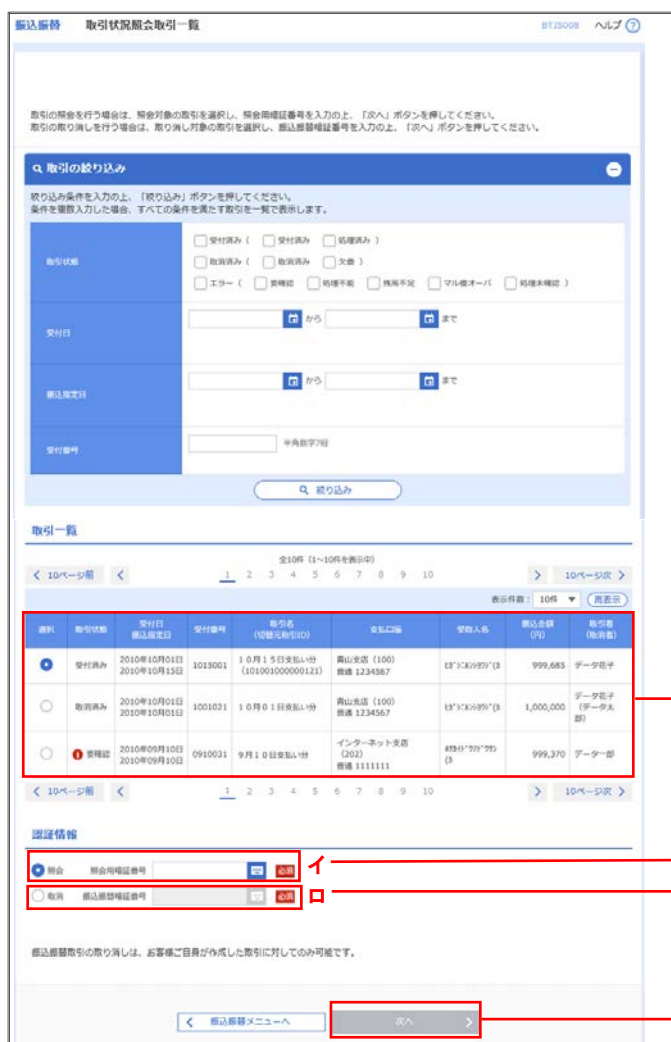 振込振替 取引状況照会取引一覧 BTJS008 ヘルプ ?
取引の照会を行う場合は、照会対象の取引を選択し、照会用暗証番号を入力の上、「次へ」ボタンを押してください。
取引の取り消しを行う場合は、取り消し対象の取引を選択し、振込振替暗証番号を入力の上、「次へ」ボタンを押してください。
取引の絞り込み
絞り込み条件を入力の上、「絞り込み」ボタンを押してください。
条件を複数入力した場合、すべての条件を満たす取引を一覧で表示します。
取引状態
受付済み ( 受付済み 処理済み )
取消済み ( 取消済み 欠番 )
エラー ( 要確認 処理不能 残高不足 マル優オーバ 処理未確認 )
受付日 から まで
振込指定日 から まで
受付番号 半角数字7桁
絞り込み
取引一覧
全10件 (1~10件を表示中)
< 10ページ前 < 1 2 3 4 5 6 7 8 9 10 > 10ページ次 >
表示件数: 10件 ▼ (再表示)
選択 取引状態 受付日 振込指定日 受付番号 取引名 (切替元取引ID) 支払口座 受取人名 振込金額 (円) 取引者 (取消者)
受付済み 2010年10月01日 2010年10月15日 1015001 10月15日支払い分 (101001000000121) 青山支店 (100) 普通 1234567 999,685 データ花子
取消済み 2010年10月01日 2010年10月01日 1001021 10月01日支払い分 青山支店 (100) 普通 1234567 1,000,000 データ花子 (データ太郎)
要確認 2010年09月10日 2010年09月10日 0910031 9月10日支払い分 インターネット支店 (202) 普通 1111111 999,370 データ一郎
< 10ページ前 < 1 2 3 4 5 6 7 8 9 10 > 10ページ次 >
認証情報
照会 照会用暗証番号 必須 イ
取消 振込振替暗証番号 必須 ロ
振込振替取引の取り消しは、お客様ご自身が作成した取引に対してのみ可能です。
< 振込振替メニューへ 次へ >